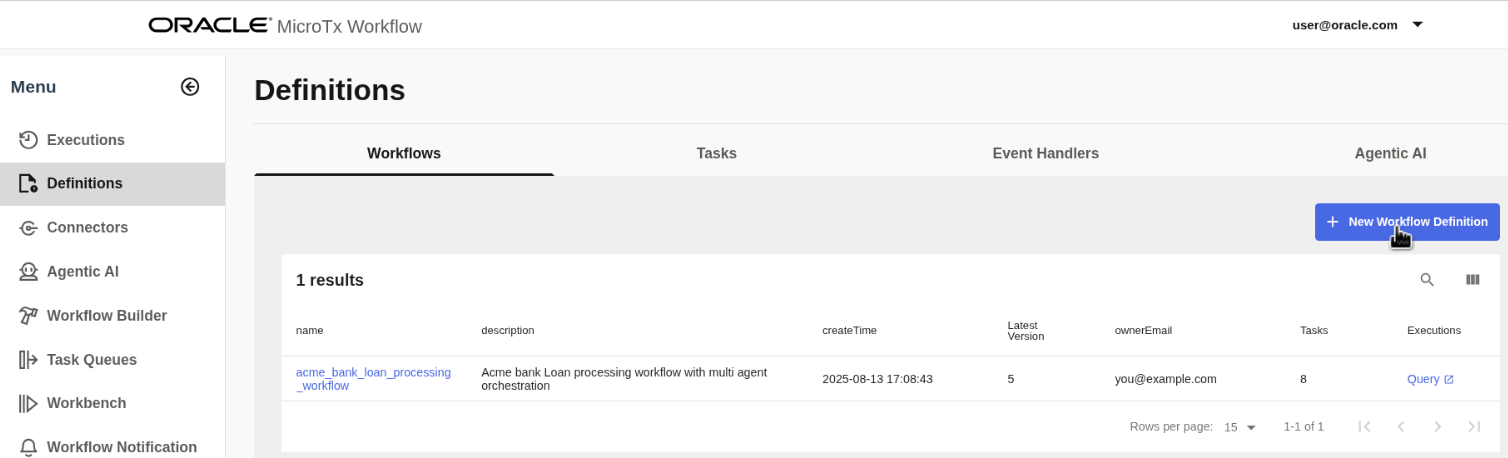 ORACLE® MicroTx Workflow
user@oracle.com
Menu
Executions
Definitions
Connectors
Agentic AI
Workflow Builder
Task Queues
Workbench
Workflow Notification
Definitions
Workflows Tasks Event Handlers Agentic AI
New Workflow Definition
1 results
name description createTime Latest Version ownerEmail Tasks Executions
acme_bank_loan_processing
_workflow
Acme bank Loan processing workflow with multi agent
orchestration
2025-08-13 17:08:43
5
you@example.com
8
Query
Rows per page: 15 1-1 of 1